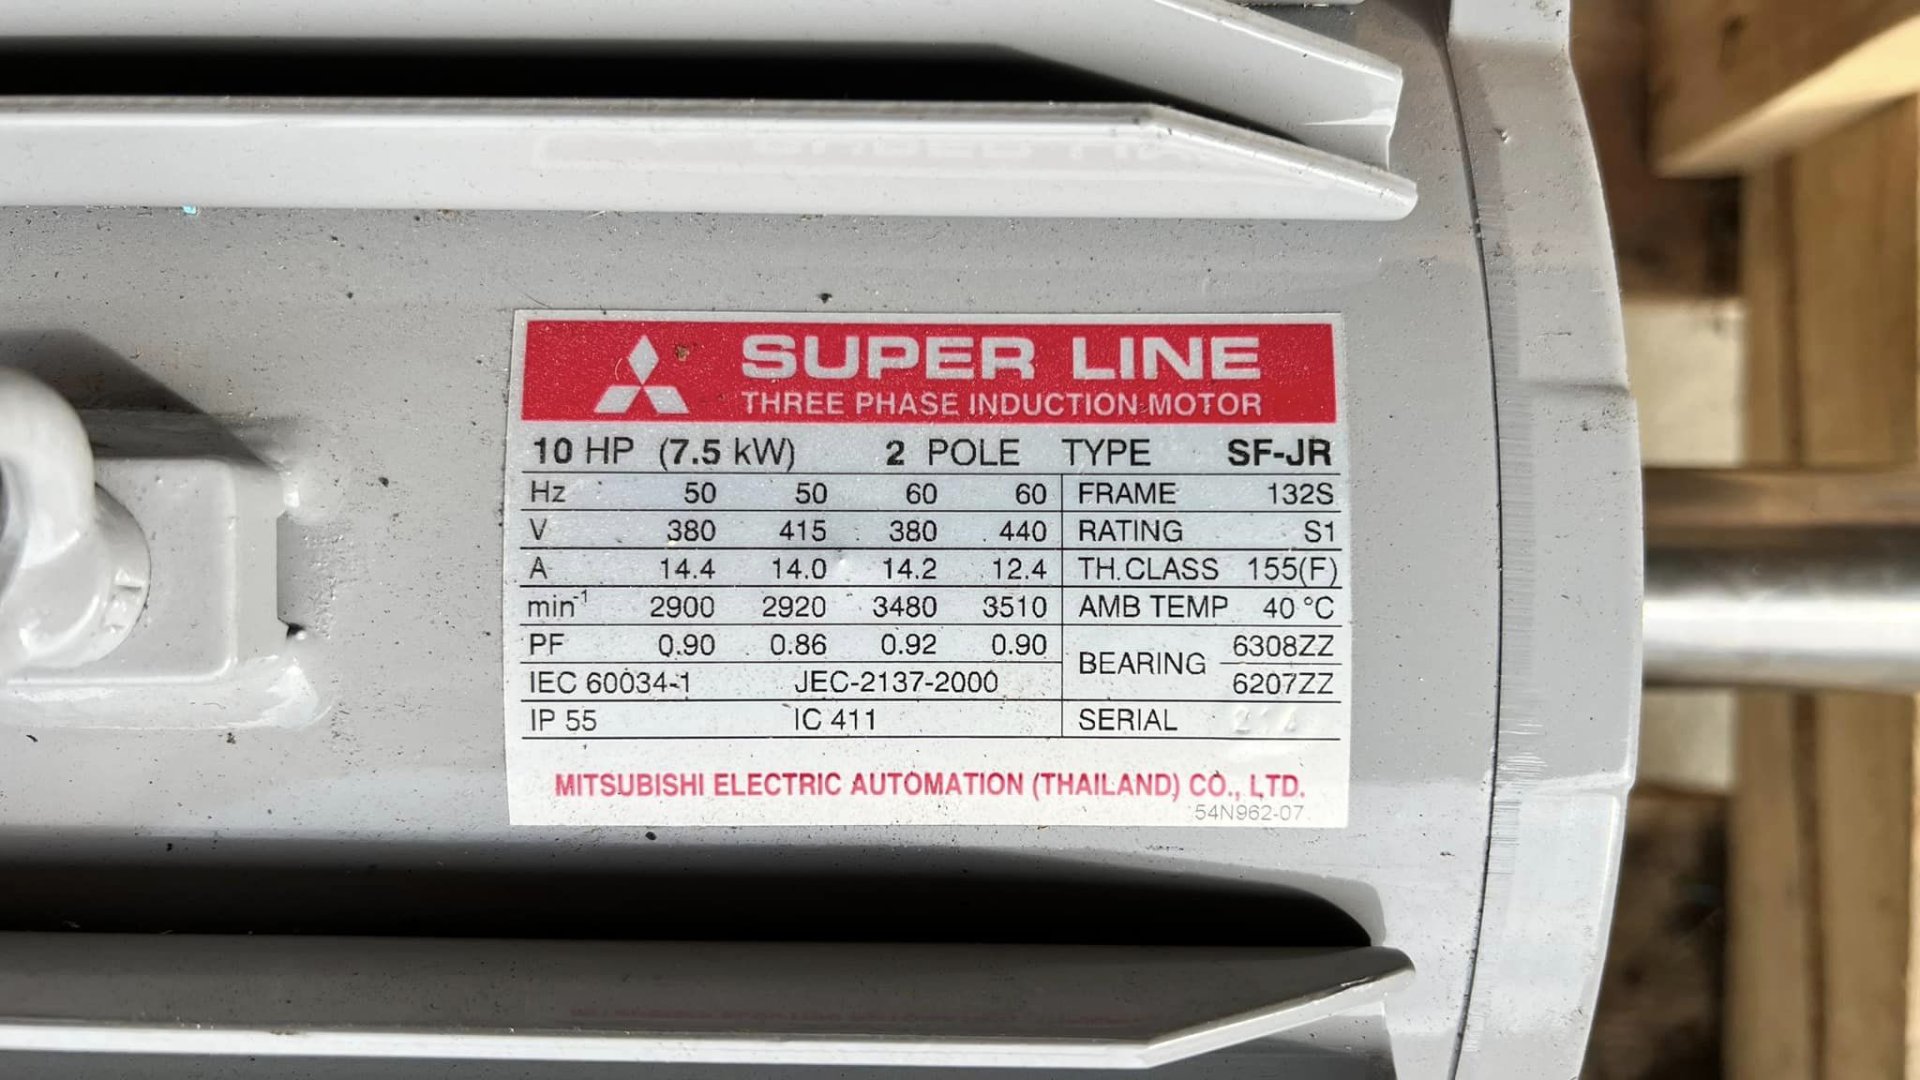 SUPER LINE
THREE PHASE INDUCTION MOTOR
10 HP (7.5 kW) 2 POLE TYPE SF-JR
Hz 50 50 60 60 FRAME 132S
V 380 415 380 440 RATING S1
A 14.4 14.0 14.2 12.4 TH.CLASS 155(F)
min-1 2900 2920 3480 3510 AMB TEMP 40 °C
PF 0.90 0.86 0.92 0.90 BEARING 6308ZZ
IEC 60034-1 JEC-2137-2000 6207ZZ
IP 55 IC 411 SERIAL
MITSUBISHI ELECTRIC AUTOMATION (THAILAND) CO., LTD.
54N962-07